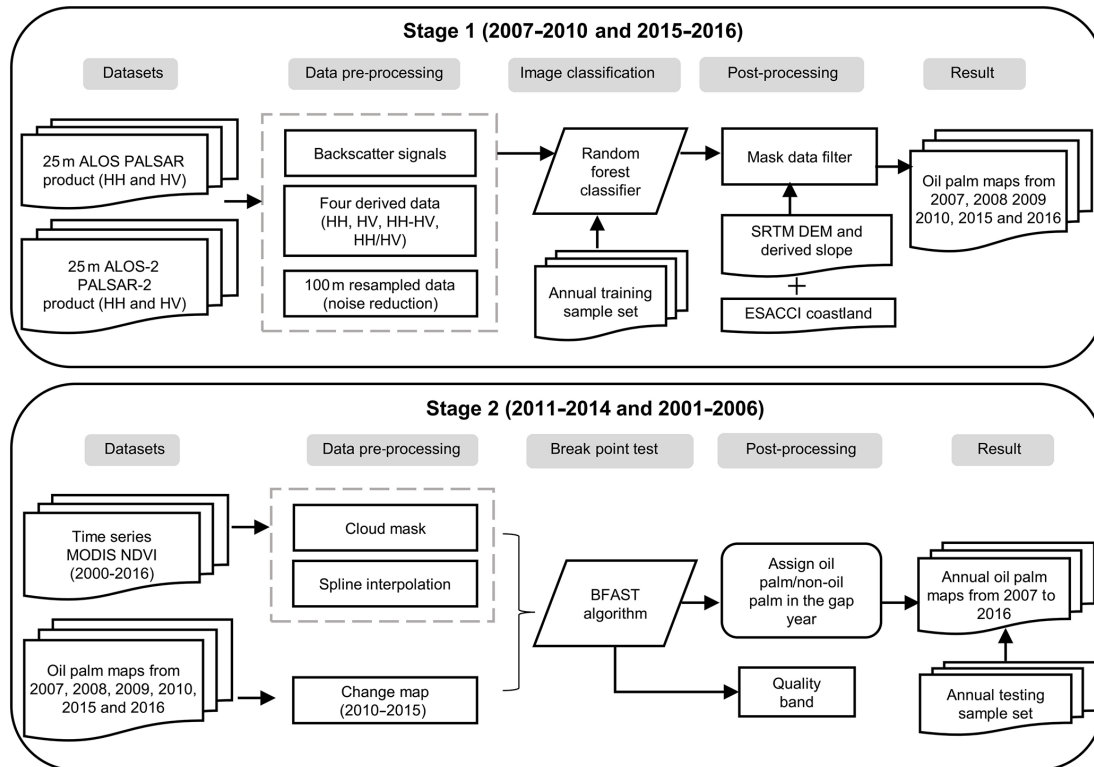 Stage 1 (2007–2010 and 2015–2016)
Datasets
Data pre-processing
Image classification
Post-processing
Result
25 m ALOS PALSAR
product (HH and HV)
25 m ALOS-2
PALSAR-2
product (HH and HV)
Backscatter signals
Four derived data
(HH, HV, HH-HV,
HH/HV)
100 m resampled data
(noise reduction)
Random
forest
classifier
Annual training
sample set
Mask data filter
SRTM DEM and
derived slope
+
ESACCI coastland
Oil palm maps from
2007, 2008 2009
2010, 2015 and 2016
Stage 2 (2011–2014 and 2001–2006)
Datasets
Data pre-processing
Break point test
Post-processing
Result
Time series
MODIS NDVI
(2000-2016)
Oil palm maps from
2007, 2008, 2009, 2010,
2015 and 2016
Cloud mask
Spline interpolation
Change map
(2010–2015)
BFAST
algorithm
Assign oil
palm/non-oil
palm in the gap
year
Quality
band
Annual oil palm
maps from 2007 to
2016
Annual testing
sample set